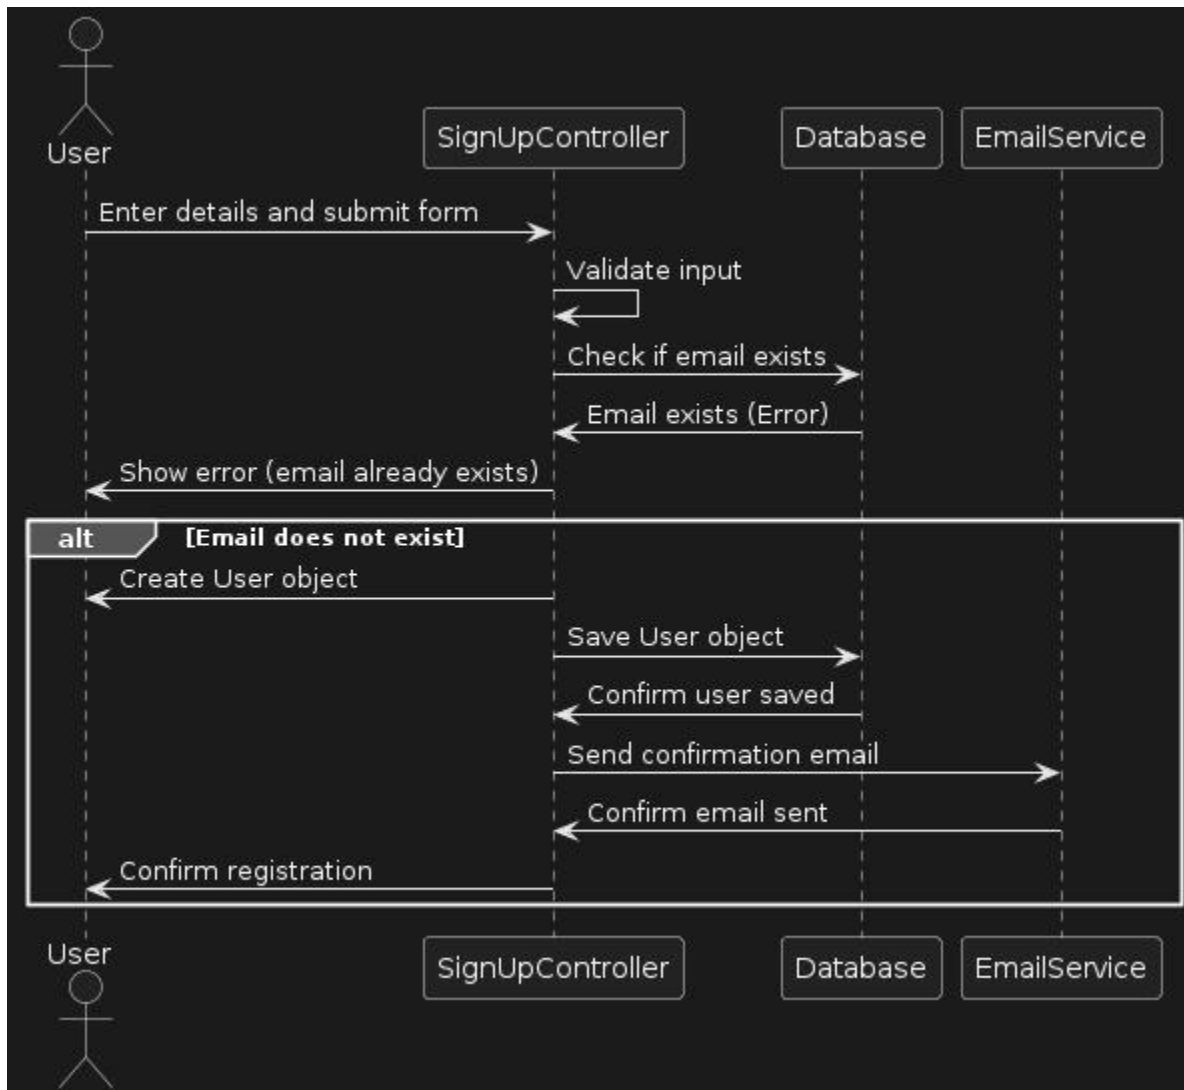 User
SignUpController
Database
EmailService
Enter details and submit form
Validate input
Check if email exists
Email exists (Error)
Show error (email already exists)
alt [Email does not exist]
Create User object
Save User object
Confirm user saved
Send confirmation email
Confirm email sent
Confirm registration
User
SignUpController
Database
EmailService